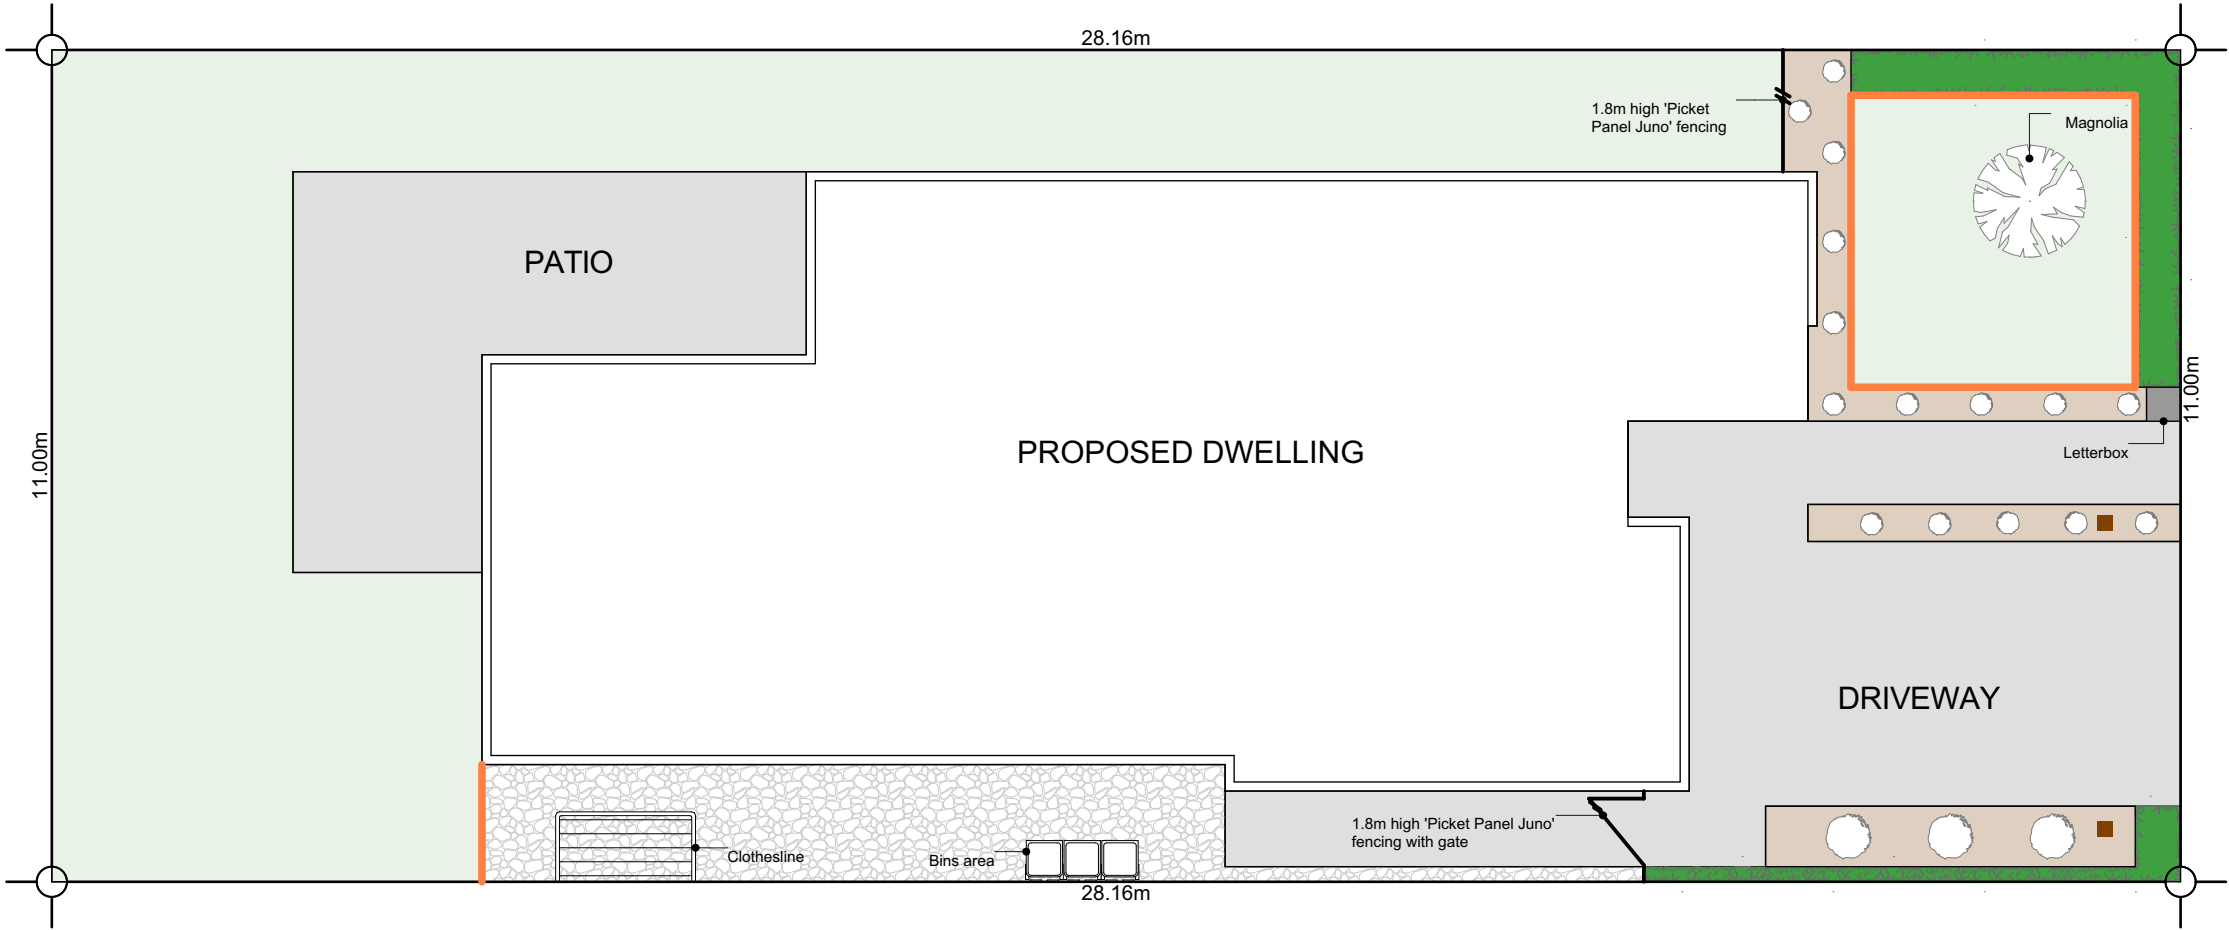 28.16m
1.8m high 'Picket
Panel Juno' fencing
Magnolia
PATIO
11.00m
PROPOSED DWELLING
Letterbox
11.00m
DRIVEWAY
1.8m high 'Picket Panel Juno'
fencing with gate
Clothesline
Bins area
28.16m